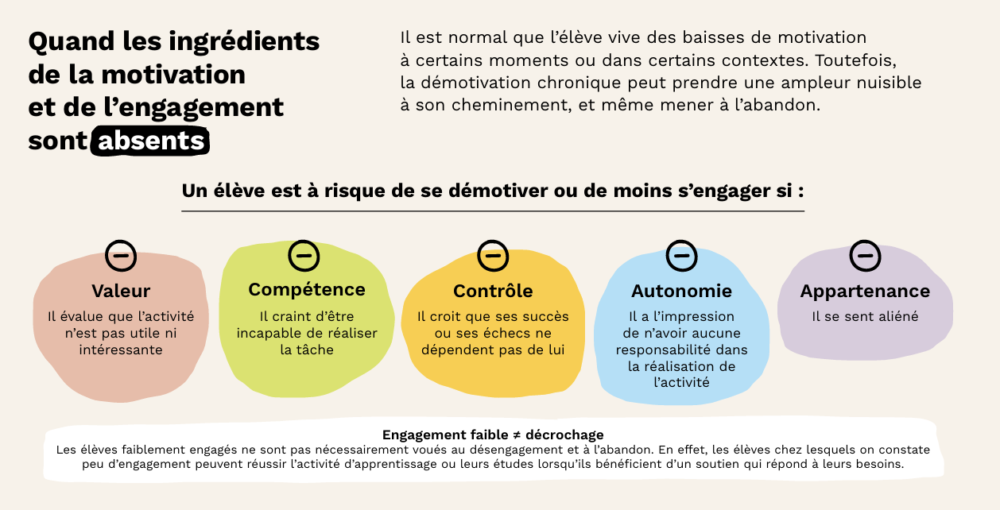 Quand les ingrédients
de la motivation
et de l’engagement
sont absents
Il est normal que l’élève vive des baisses de motivation
à certains moments ou dans certains contextes. Toutefois,
la démotivation chronique peut prendre une ampleur nuisible
à son cheminement, et même mener à l’abandon.
Un élève est à risque de se démotiver ou de moins s’engager si :
Valeur
Il évalue que l’activité
n’est pas utile ni
intéressante
Compétence
Il craint d’être
incapable de réaliser
la tâche
Contrôle
Il croit que ses succès
ou ses échecs ne
dépendent pas de lui
Autonomie
Il a l’impression
de n’avoir aucune
responsabilité dans
la réalisation de
l’activité
Appartenance
Il se sent aliéné
Engagement faible ≠ décrochage
Les élèves faiblement engagés ne sont pas nécessairement voués au désengagement et à l’abandon. En effet, les élèves chez lesquels on constate
peu d’engagement peuvent réussir l’activité d’apprentissage ou leurs études lorsqu’ils bénéficient d’un soutien qui répond à leurs besoins.